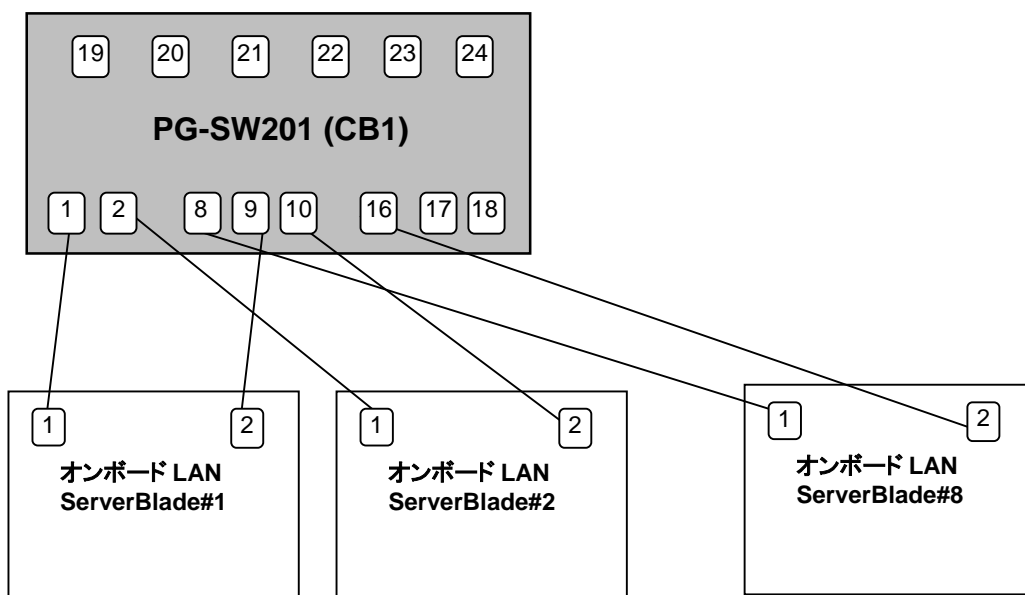 19 20 21 22 23 24
PG-SW201 (CB1)
1 2 8 9 10 16 17 18
1 2
オンボード LAN
ServerBlade#1
1 2
オンボード LAN
ServerBlade#2
1 2
オンボード LAN
ServerBlade#8